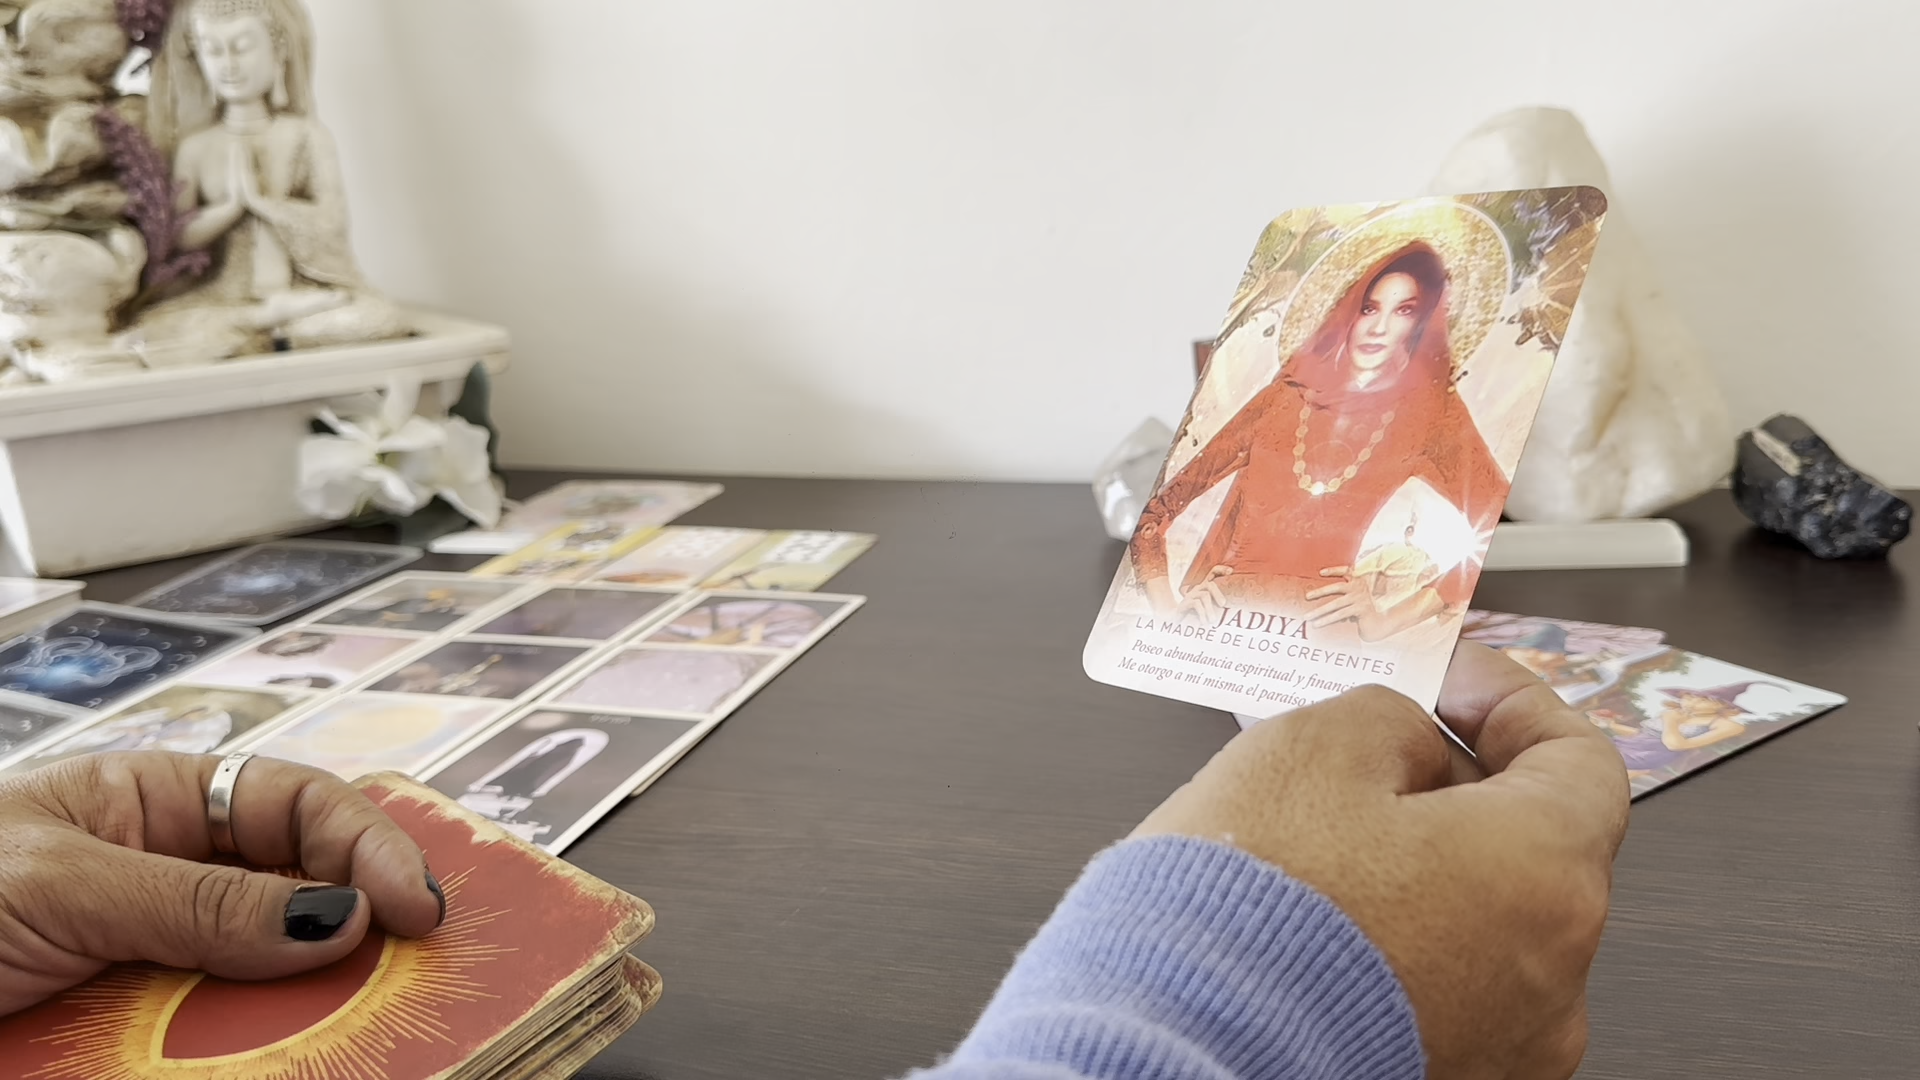 JADIYA
LA MADRE DE LOS CREYENTES
Poseo abundancia espiritual y
Me otorgo a mí misma el paraíso